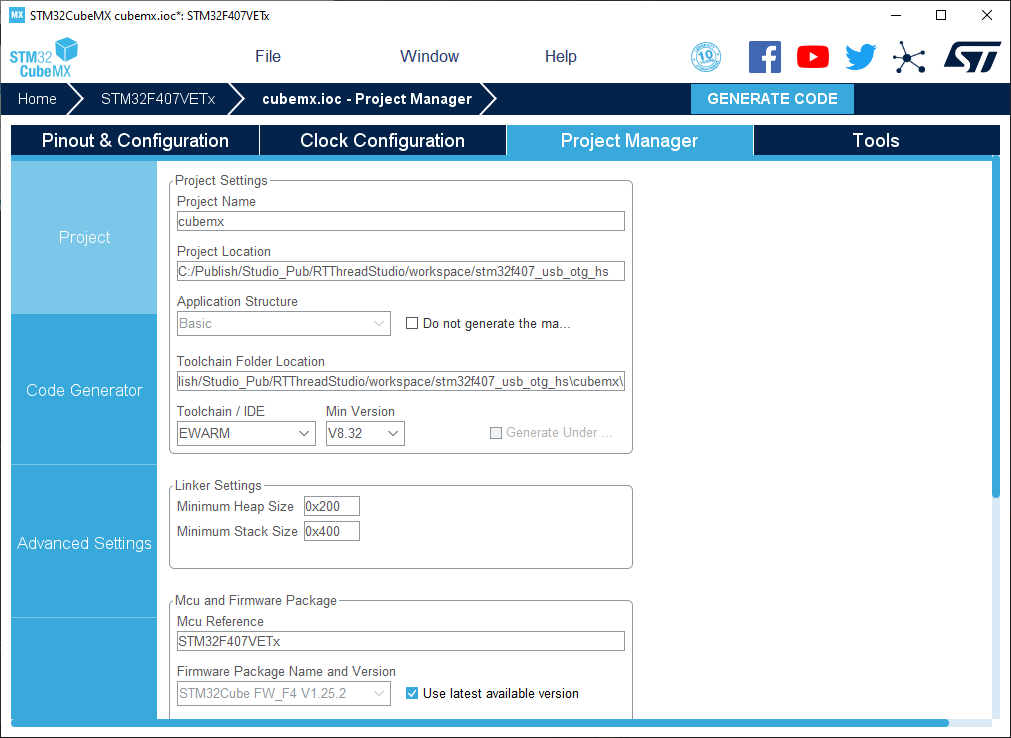 MX STM32CubeMX cubemx.ioc*: STM32F407VETx
STM32
CubeMX
File
Window
Help
10
Home
STM32F407VETx
cubemx.ioc - Project Manager
GENERATE CODE
Pinout & Configuration
Clock Configuration
Project Manager
Tools
Project
Code Generator
Advanced Settings
Project Settings
Project Name
cubemx
Project Location
C:/Publish/Studio_Pub/RTThreadStudio/workspace/stm32f407_usb_otg_hs
Application Structure
Basic
Do not generate the ma...
Toolchain Folder Location
lish/Studio_Pub/RTThreadStudio/workspace/stm32f407_usb_otg_hs\cubemx\
Toolchain / IDE
Min Version
EWARM
V8.32
Generate Under ...
Linker Settings
Minimum Heap Size 0x200
Minimum Stack Size 0x400
Mcu and Firmware Package
Mcu Reference
STM32F407VETx
Firmware Package Name and Version
STM32Cube FW_F4 V1.25.2
Use latest available version